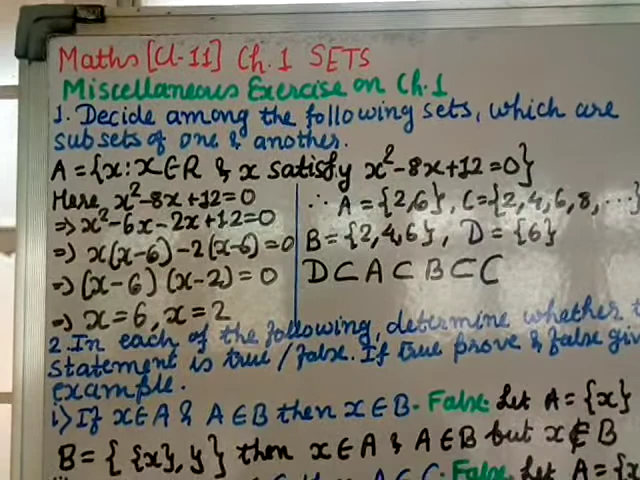 Maths [Cl-11] Ch.1 SETS
Miscellaneous Exercise on Ch.1
1. Decide among the following sets, which are
subsets of one & another.
A = {x : x ∈ R & x satisfy x²-8x+12=0}
Here, x²-8x+12=0
⇒ x²-6x-2x+12=0
⇒ x(x-6)-2(x-6)=0
⇒ (x-6)(x-2)=0
⇒ x=6, x=2
∴ A = {2,6}, C={2,4,6,8,...}
B = {2,4,6}, D = {6}
D⊂A⊂B⊂C
2. In each of the following, determine whether
statement is true/false. If true prove & false
example.
i) If x∈A & A∈B then x∈B. False. Let A = {x}
B = { {x}, y} then x∈A & A∈B but x∉B
A∈C. False. Let A = {x